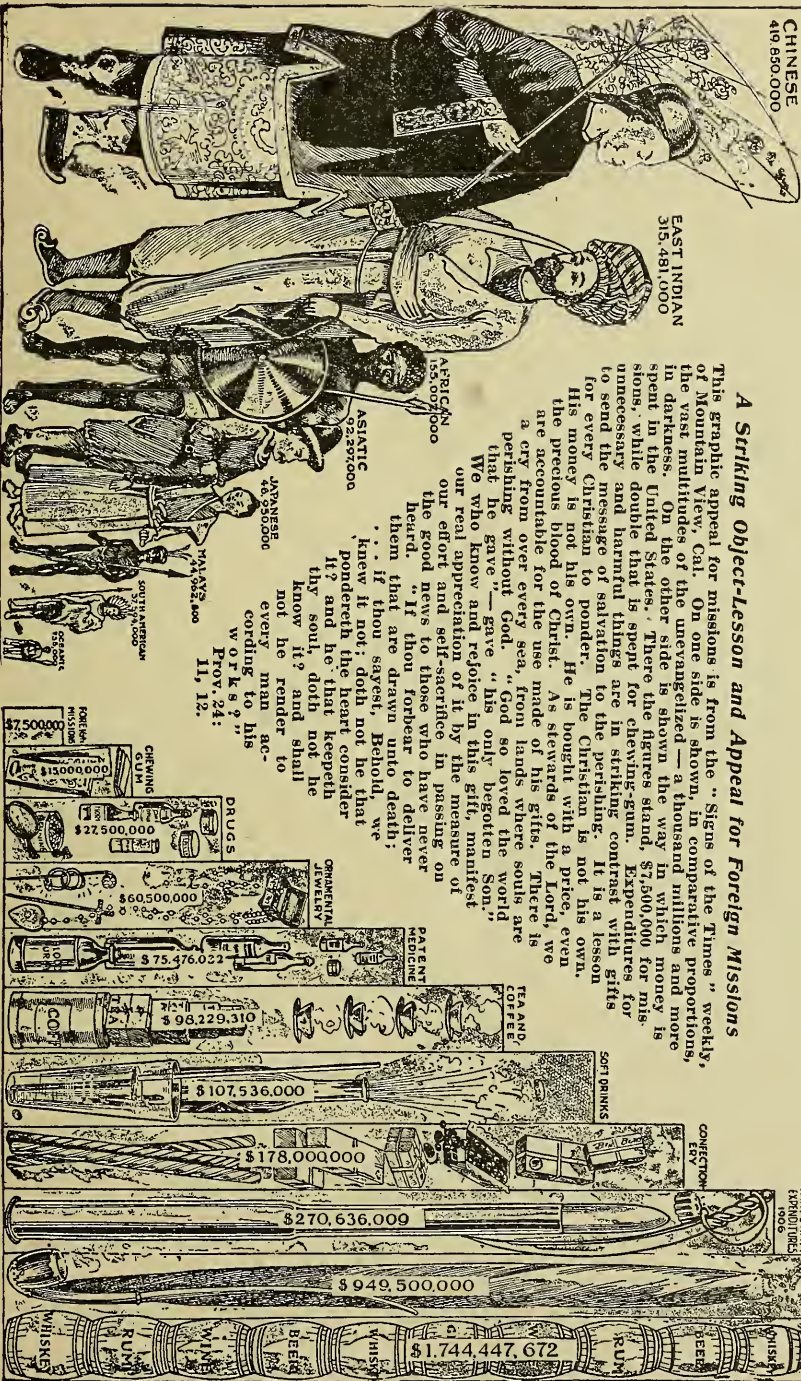 CHINESE
419,850,000
EAST INDIAN
315,481,000
AFRICAN
155,002,000
ASIATIC
92,297,000
JAPANESE
MALAYS
SOUTH AMERICAN
A Striking Object-Lesson and Appeal for Foreign Missions
This graphic appeal for missions is from the "Signs of the Times" weekly,
of Mountain View, Cal. On one side is shown, in comparative proportions,
the vast multitudes of the unevangelized — a thousand millions and more
in darkness. On the other side is shown the way in which money is
spent in the United States. There the figures stand, $7,500,000 for mis-
sions, while double that is spent for chewing-gum. Expenditures for
unnecessary and harmful things are in striking contrast with gifts
to send the message of salvation to the perishing. It is a lesson
for every Christian to ponder. The Christian is not his own.
His money is not his own. He is bought with a price, even
the precious blood of Christ. As stewards of the Lord, we
are accountable for the use made of his gifts. There is
a cry from over every sea, from lands where souls are
perishing without God. "God so loved the world
that he gave" — gave "his only begotten Son."
We who know and rejoice in this gift, manifest
our real appreciation of it by the measure of
our effort and self-sacrifice in passing on
the good news to those who have never
heard. "If thou forbear to deliver
them that are drawn unto death;
. . . if thou sayest, Behold, we
knew it not; doth not he that
pondereth the heart consider
it? and he that keepeth
thy soul, doth not he
know it? and shall
not he render to
every man ac-
cording to his
works?"
Prov. 24:
11, 12.
FOREIGN
MISSIONS
$7,500,000
CHEWING
GUM
$15,000,000
DRUGS
$27,500,000
ORNAMENTAL
JEWELRY
$60,500,000
PATENT
MEDICINE
$75,476,032
TEA AND
COFFEE
TEA
COFF
$98,229,310
SOFT DRINKS
$107,536,000
CONFECTION
ERY
$178,000,000
EXPENDITURES
1906
$270,636,009
$949,500,000
WHISKEY
RUM
WINE
BEER
WHISK
$1,744,447,672
RUM
BEER
WHISKEY